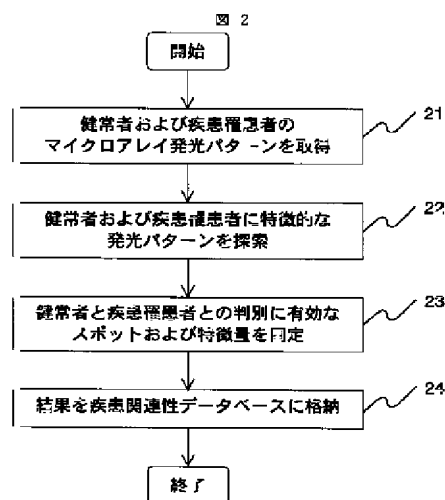 図 2
開始
健常者および疾患罹患者の
マイクロアレイ発光パターンを取得
21
健常者および疾患罹患者に特徴的な
発光パターンを探索
22
健常者と疾患罹患者との判別に有効な
スポットおよび特徴量を固定
23
結果を疾患関連性データベースに格納
24
終了